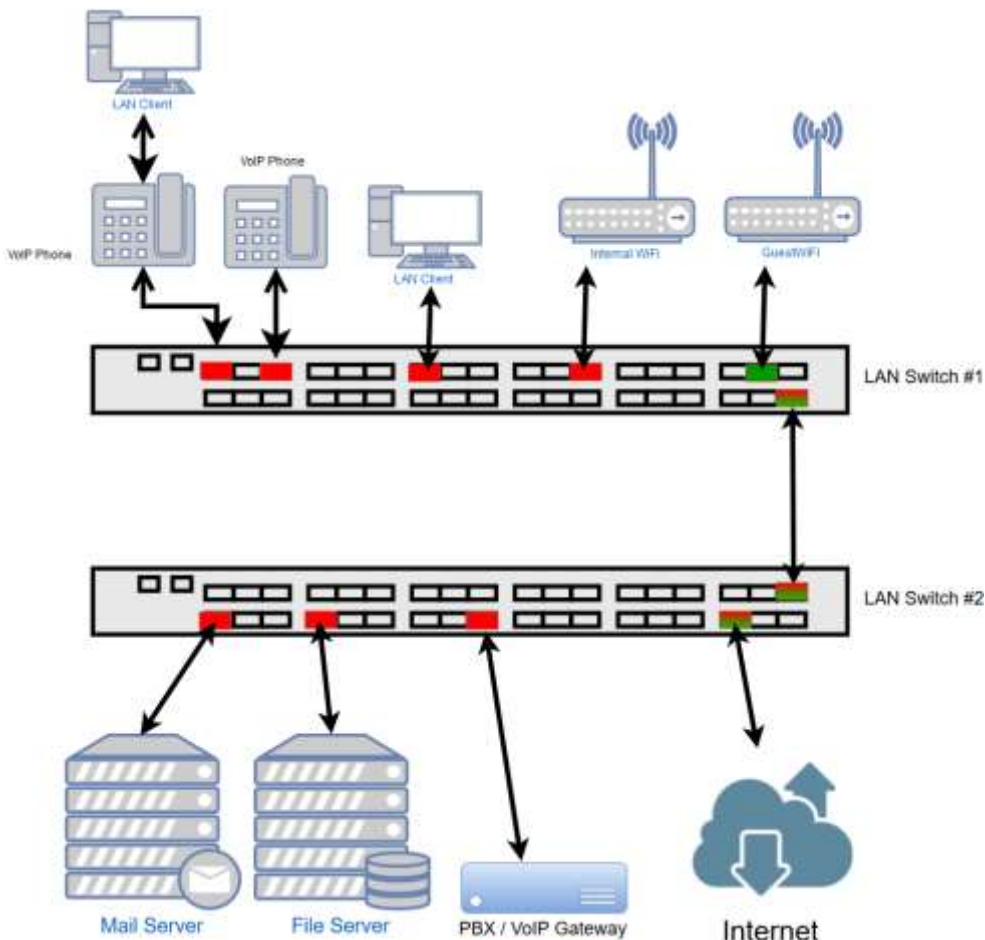 LAN Client
VoIP Phone
VoIP Phone
LAN Client
Internal WiFi
GuestWiFi
LAN Switch #1
LAN Switch #2
Mail Server
File Server
PBX / VoIP Gateway
Internet